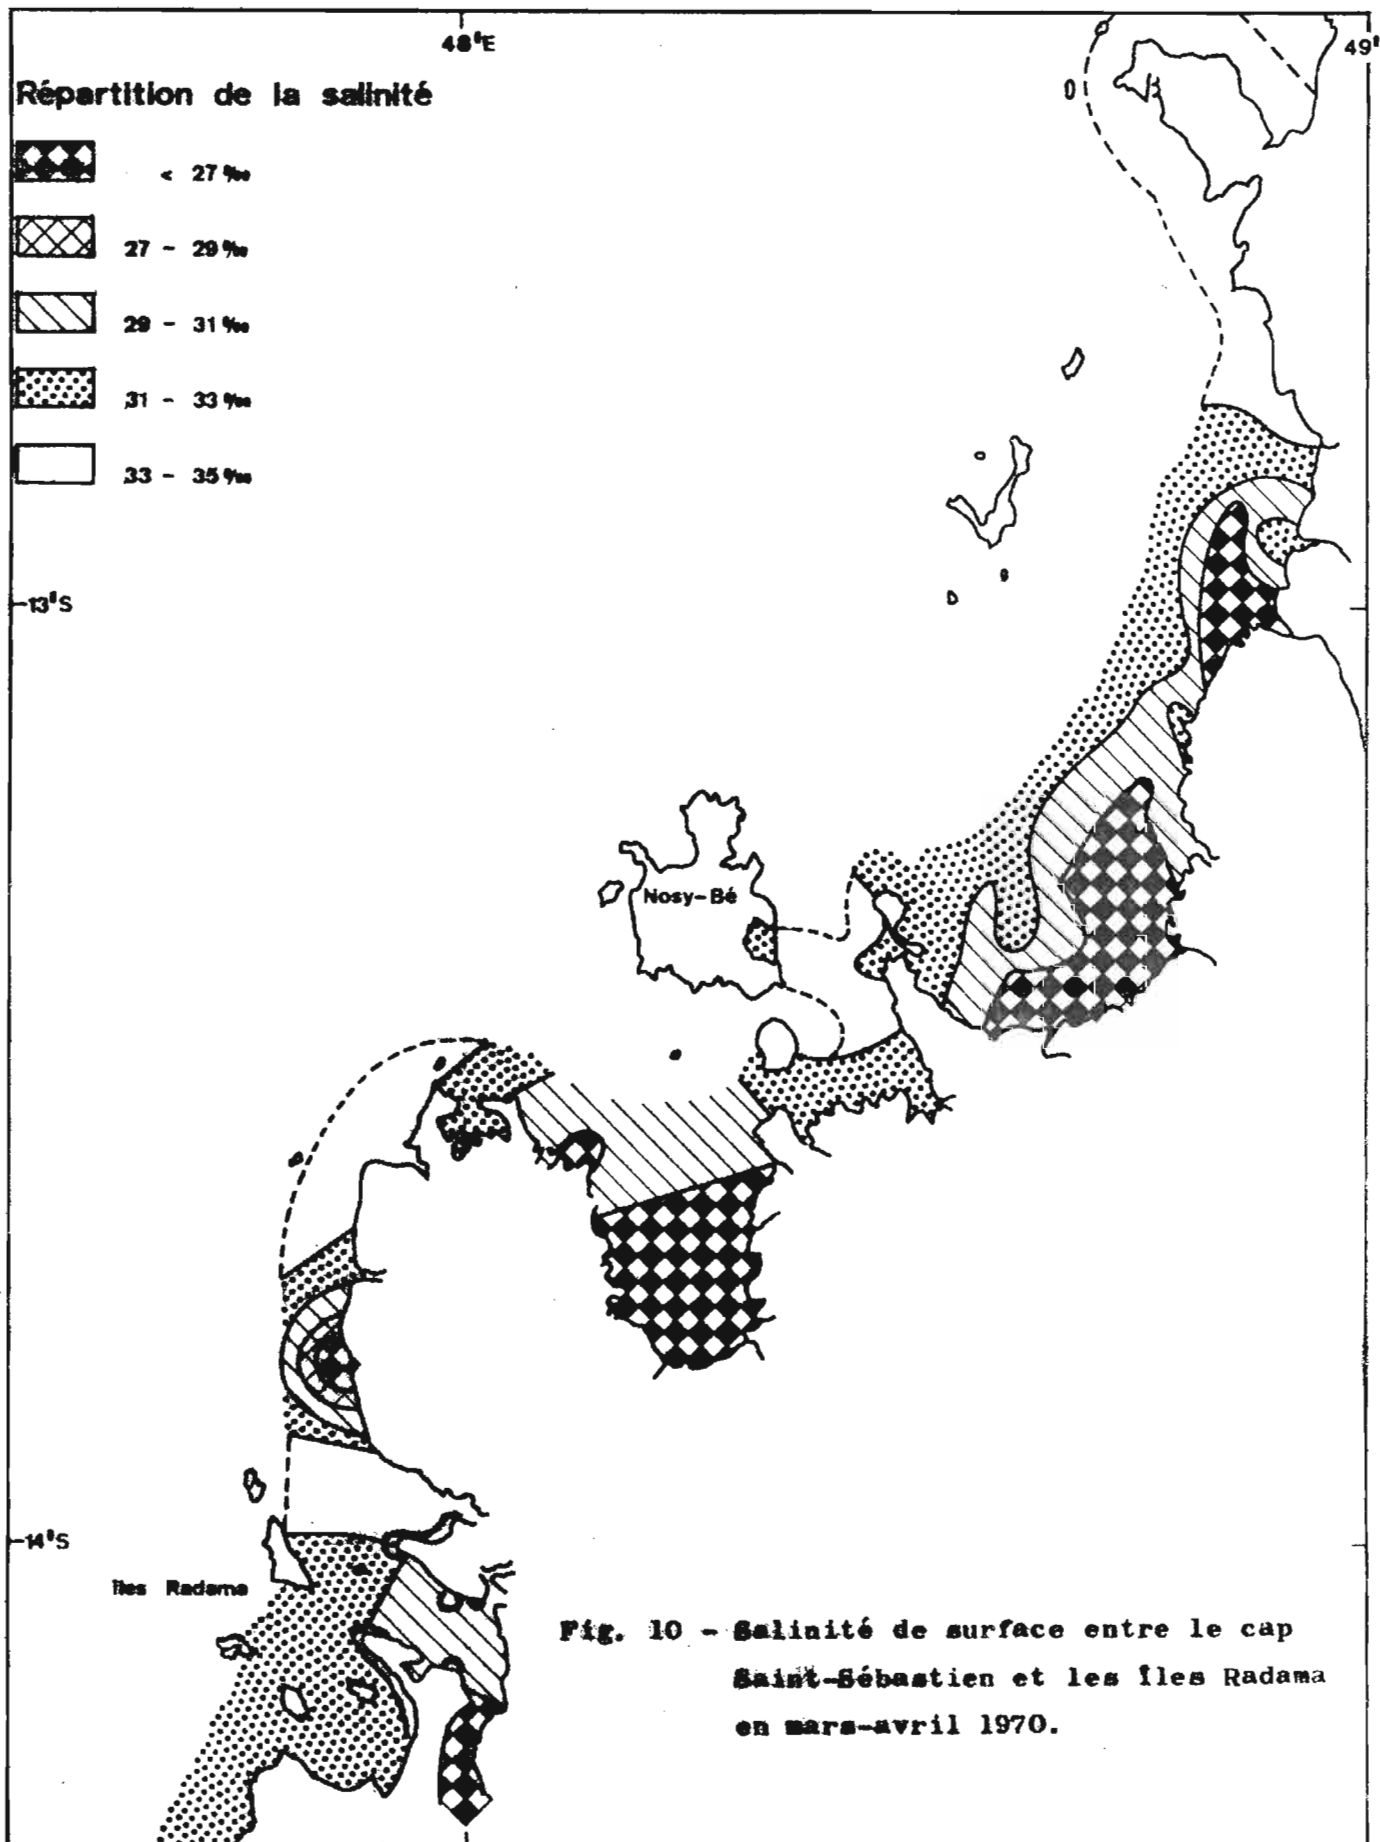 48°E
49°
Répartition de la salinité
< 27 ‰
27 - 29 ‰
29 - 31 ‰
31 - 33 ‰
33 - 35 ‰
13°S
Nosy-Bé
14°S
îles Radama
Fig. 10 - Salinité de surface entre le cap
Saint-Sébastien et les îles Radama
en mars-avril 1970.